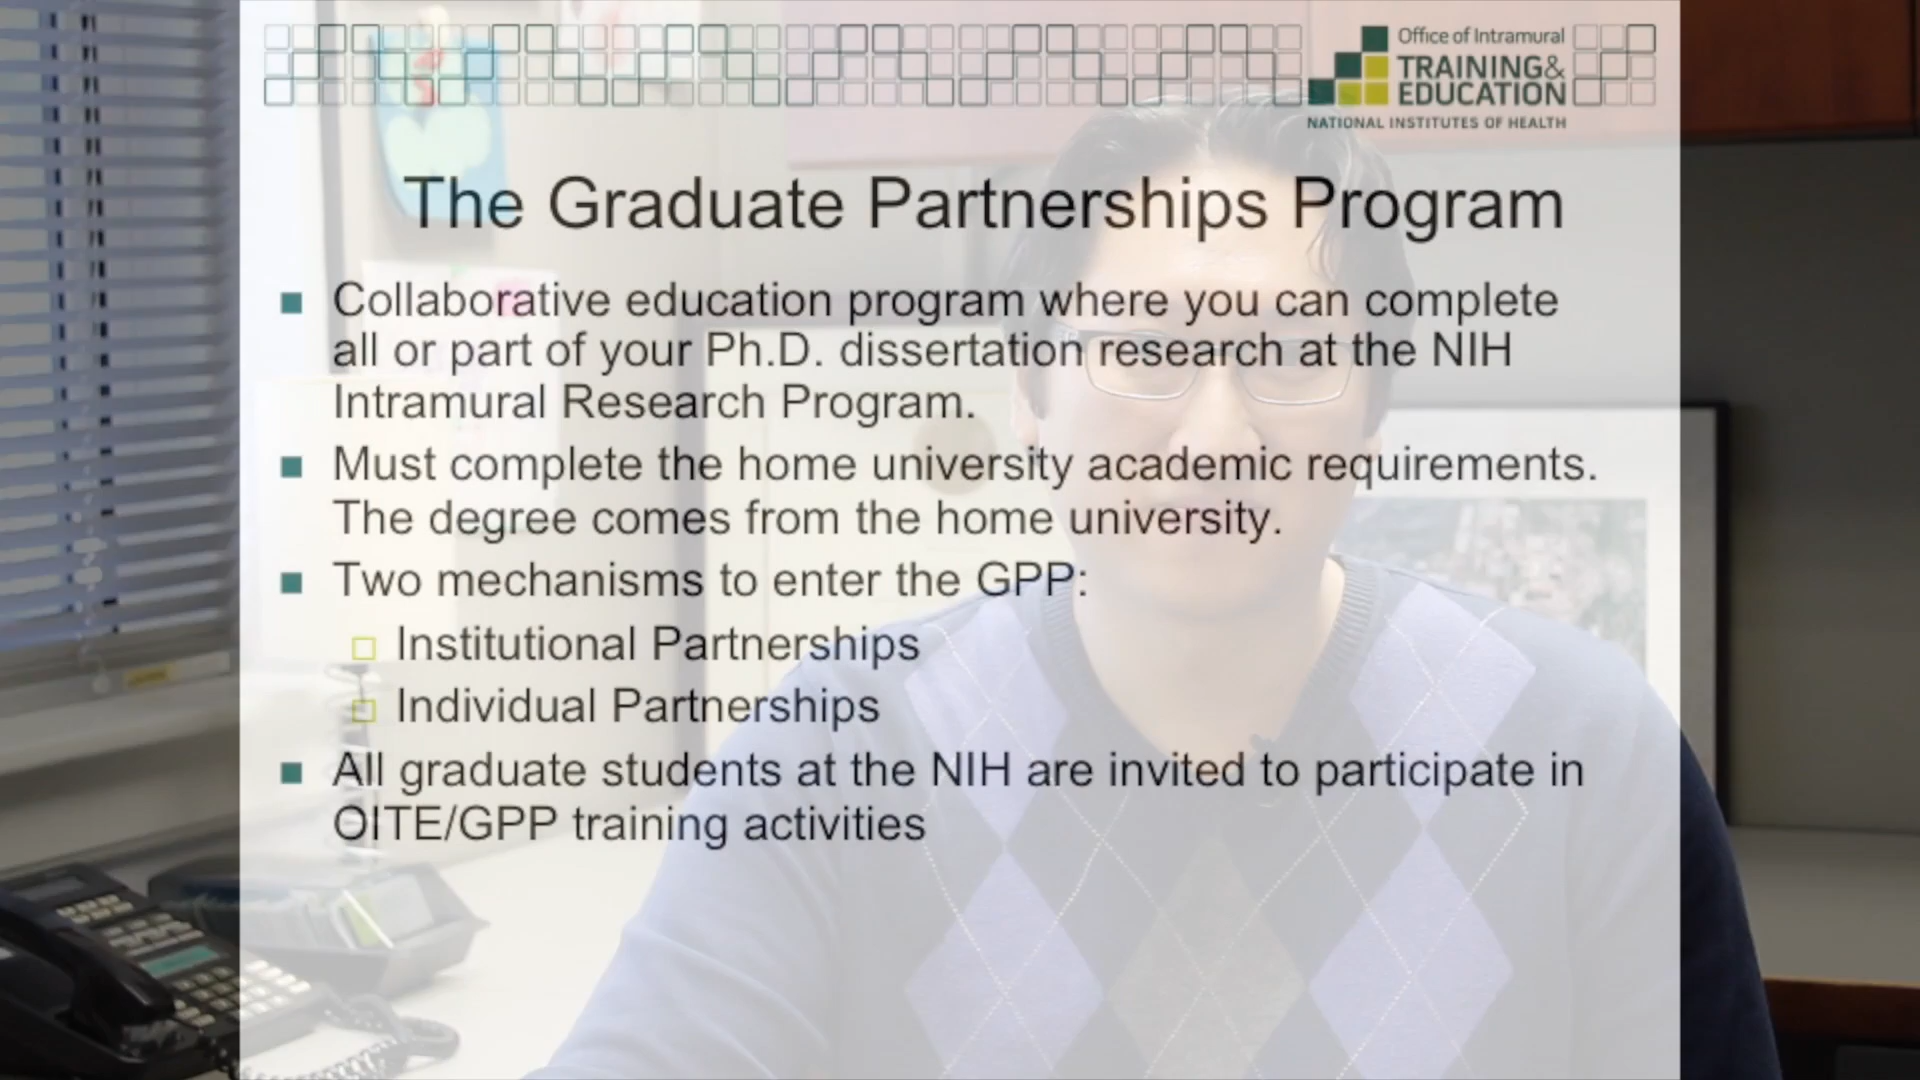 Office of Intramural
TRAINING&
EDUCATION
NATIONAL INSTITUTES OF HEALTH
The Graduate Partnerships Program
Collaborative education program where you can complete
all or part of your Ph.D. dissertation research at the NIH
Intramural Research Program.
Must complete the home university academic requirements.
The degree comes from the home university.
Two mechanisms to enter the GPP:
Institutional Partnerships
Individual Partnerships
All graduate students at the NIH are invited to participate in
OITE/GPP training activities